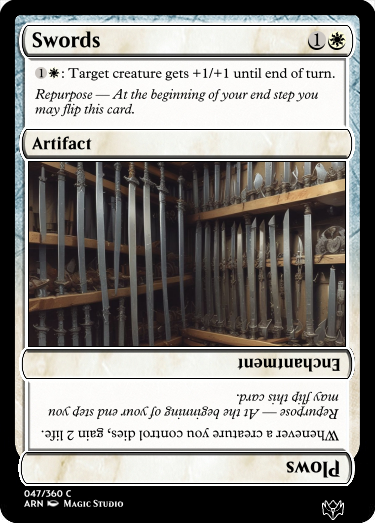 Swords 1
1: Target creature gets +1/+1 until end of turn.
Repurpose — At the beginning of your end step you
may flip this card.
Artifact
Enchantment
may flip this card.
Repurpose — At the beginning of your end step you
Whenever a creature you control dies, gain 2 life.
Plows
047/360 C
ARN Magic Studio